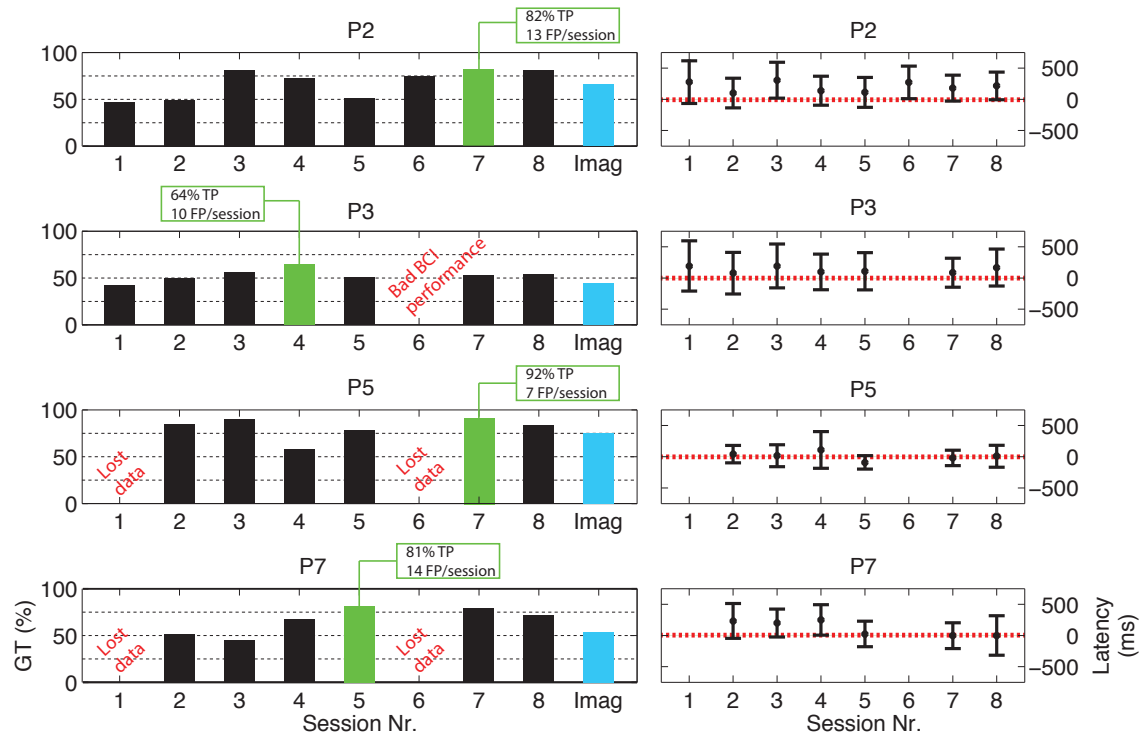 82% TP
13 FP/session
P2
P2
100
50
0
500
0
−500
1 2 3 4 5 6 7 8 Imag
1 2 3 4 5 6 7 8
64% TP
10 FP/session
P3
P3
100
50
0
Bad BCI
performance
500
0
−500
1 2 3 4 5 6 7 8 Imag
1 2 3 4 5 6 7 8
92% TP
7 FP/session
P5
P5
100
50
0
Lost
data
Lost
data
500
0
−500
1 2 3 4 5 6 7 8 Imag
1 2 3 4 5 6 7 8
81% TP
14 FP/session
P7
P7
GT (%)
100
50
0
Lost
data
Lost
data
500
0
−500
Latency
(ms)
1 2 3 4 5 6 7 8 Imag
1 2 3 4 5 6 7 8
Session Nr.
Session Nr.